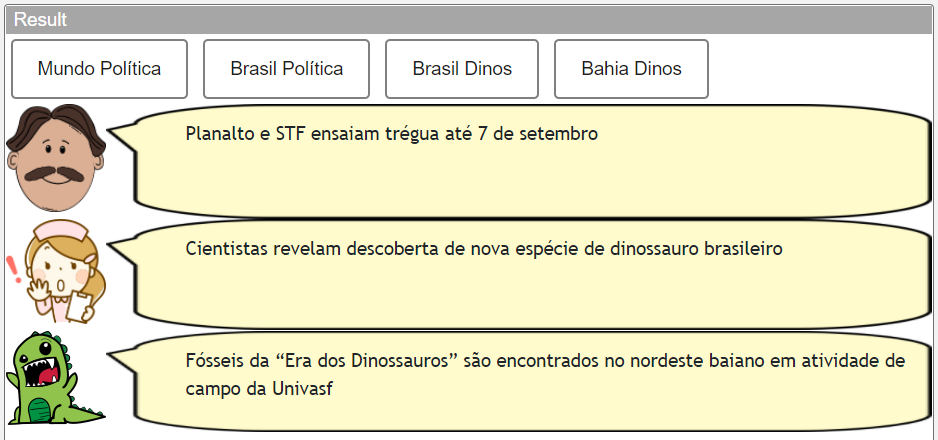 Result
Mundo Política
Brasil Política
Brasil Dinos
Bahia Dinos
Planalto e STF ensaiam trégua até 7 de setembro
Cientistas revelam descoberta de nova espécie de dinossauro brasileiro
Fósseis da “Era dos Dinossauros” são encontrados no nordeste baiano em atividade de
campo da Univasf